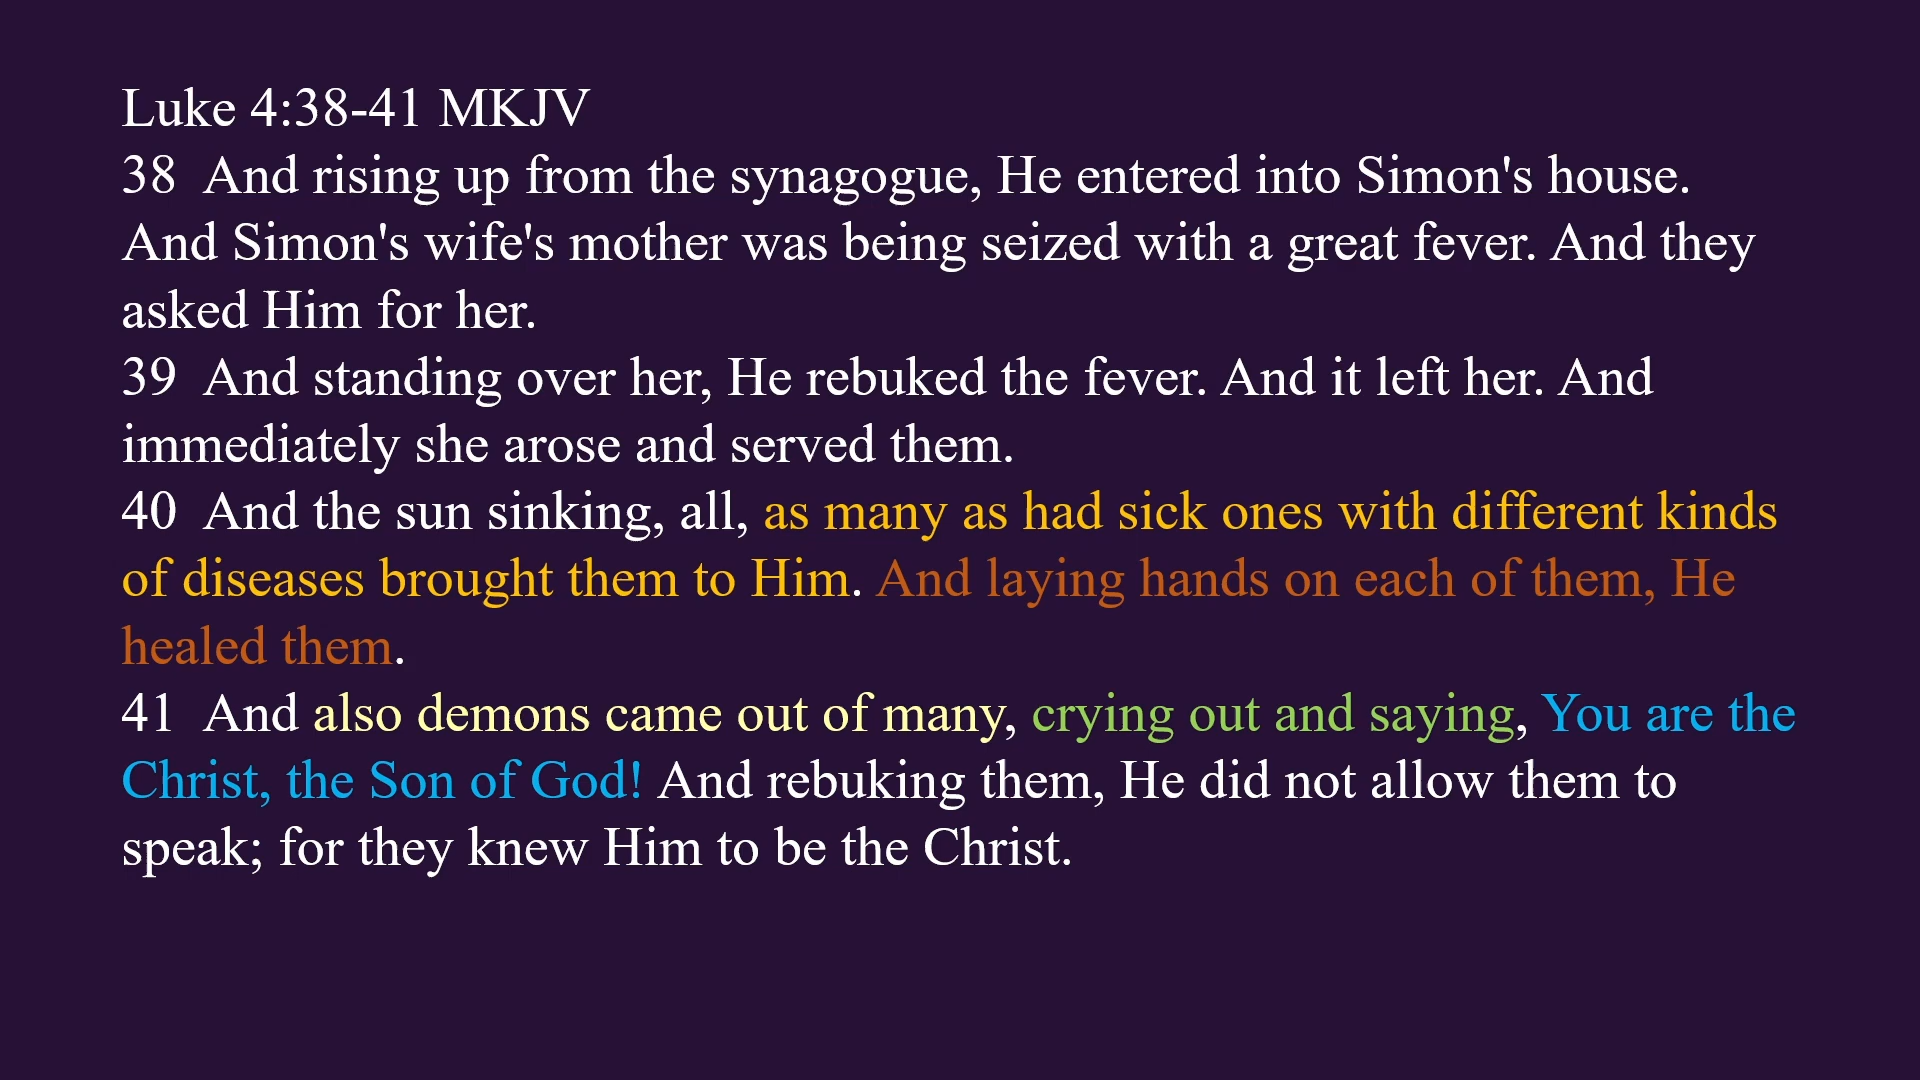 Luke 4:38-41 MKJV
38  And rising up from the synagogue, He entered into Simon's house.
And Simon's wife's mother was being seized with a great fever. And they
asked Him for her.
39  And standing over her, He rebuked the fever. And it left her. And
immediately she arose and served them.
40  And the sun sinking, all, as many as had sick ones with different kinds
of diseases brought them to Him. And laying hands on each of them, He
healed them.
41  And also demons came out of many, crying out and saying, You are the
Christ, the Son of God! And rebuking them, He did not allow them to
speak; for they knew Him to be the Christ.